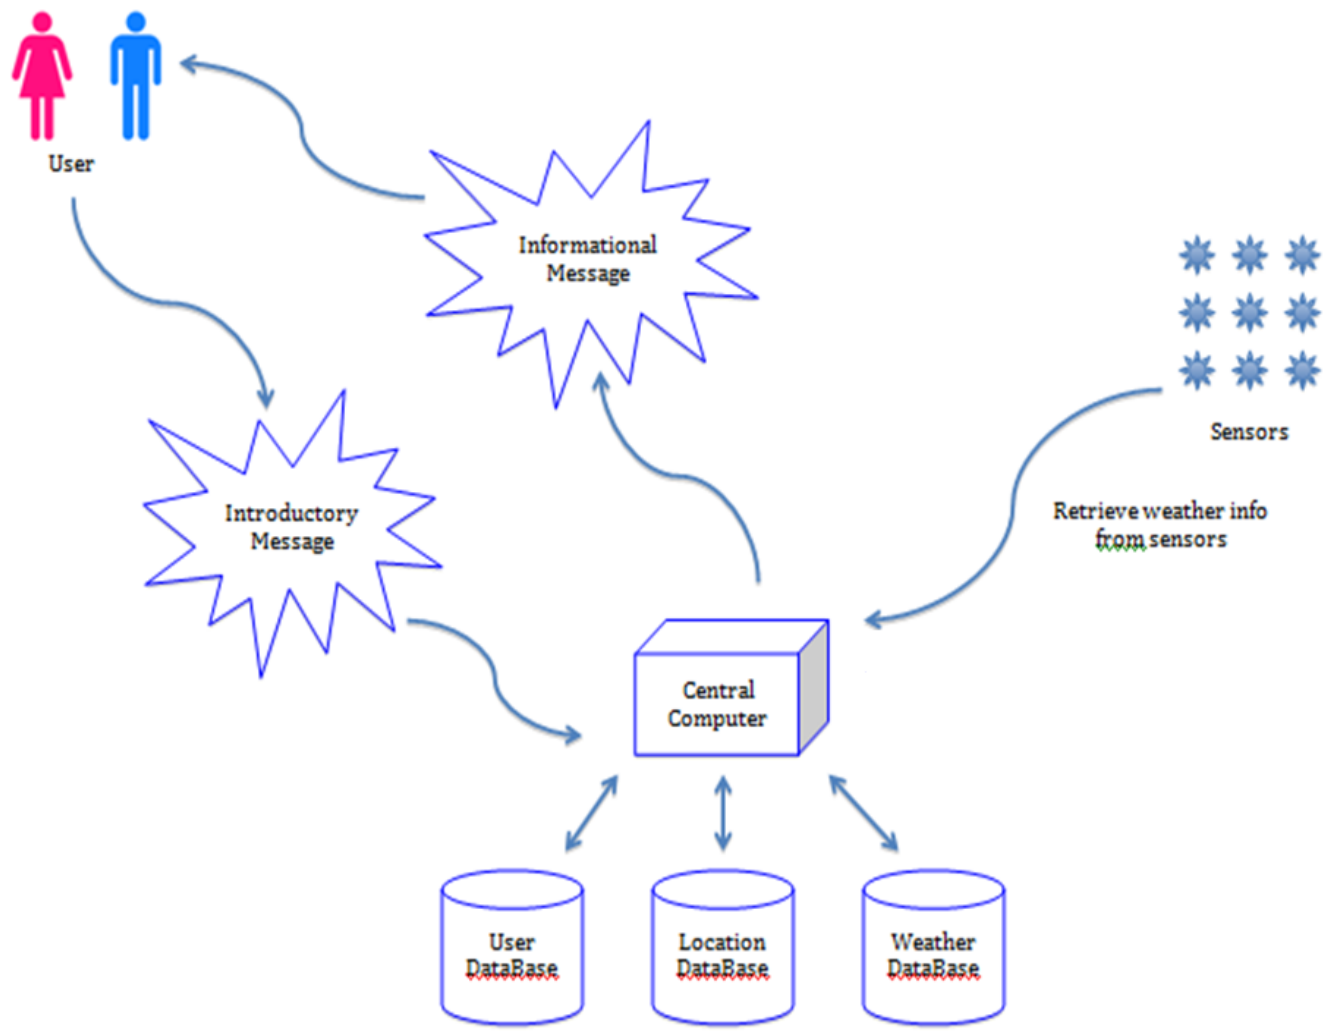 User
Informational
Message
Sensors
Introductory
Message
Retrieve weather info
from sensors
Central
Computer
User
DataBase
Location
DataBase
Weather
DataBase